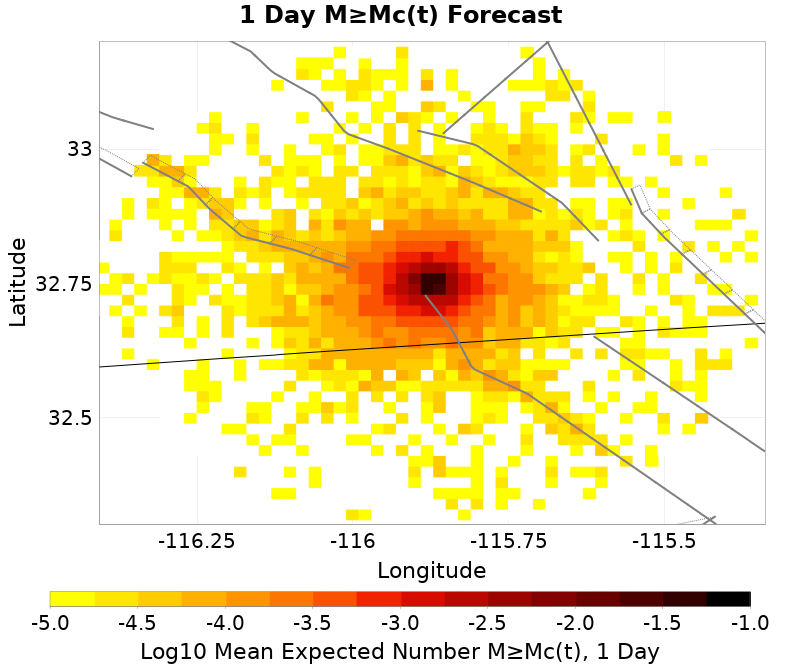 1 Day M≥Mc(t) Forecast
33
32.75
32.5
Latitude
-116.25 -116 -115.75 -115.5
Longitude
-5.0 -4.5 -4.0 -3.5 -3.0 -2.5 -2.0 -1.5 -1.0
Log10 Mean Expected Number M≥Mc(t), 1 Day